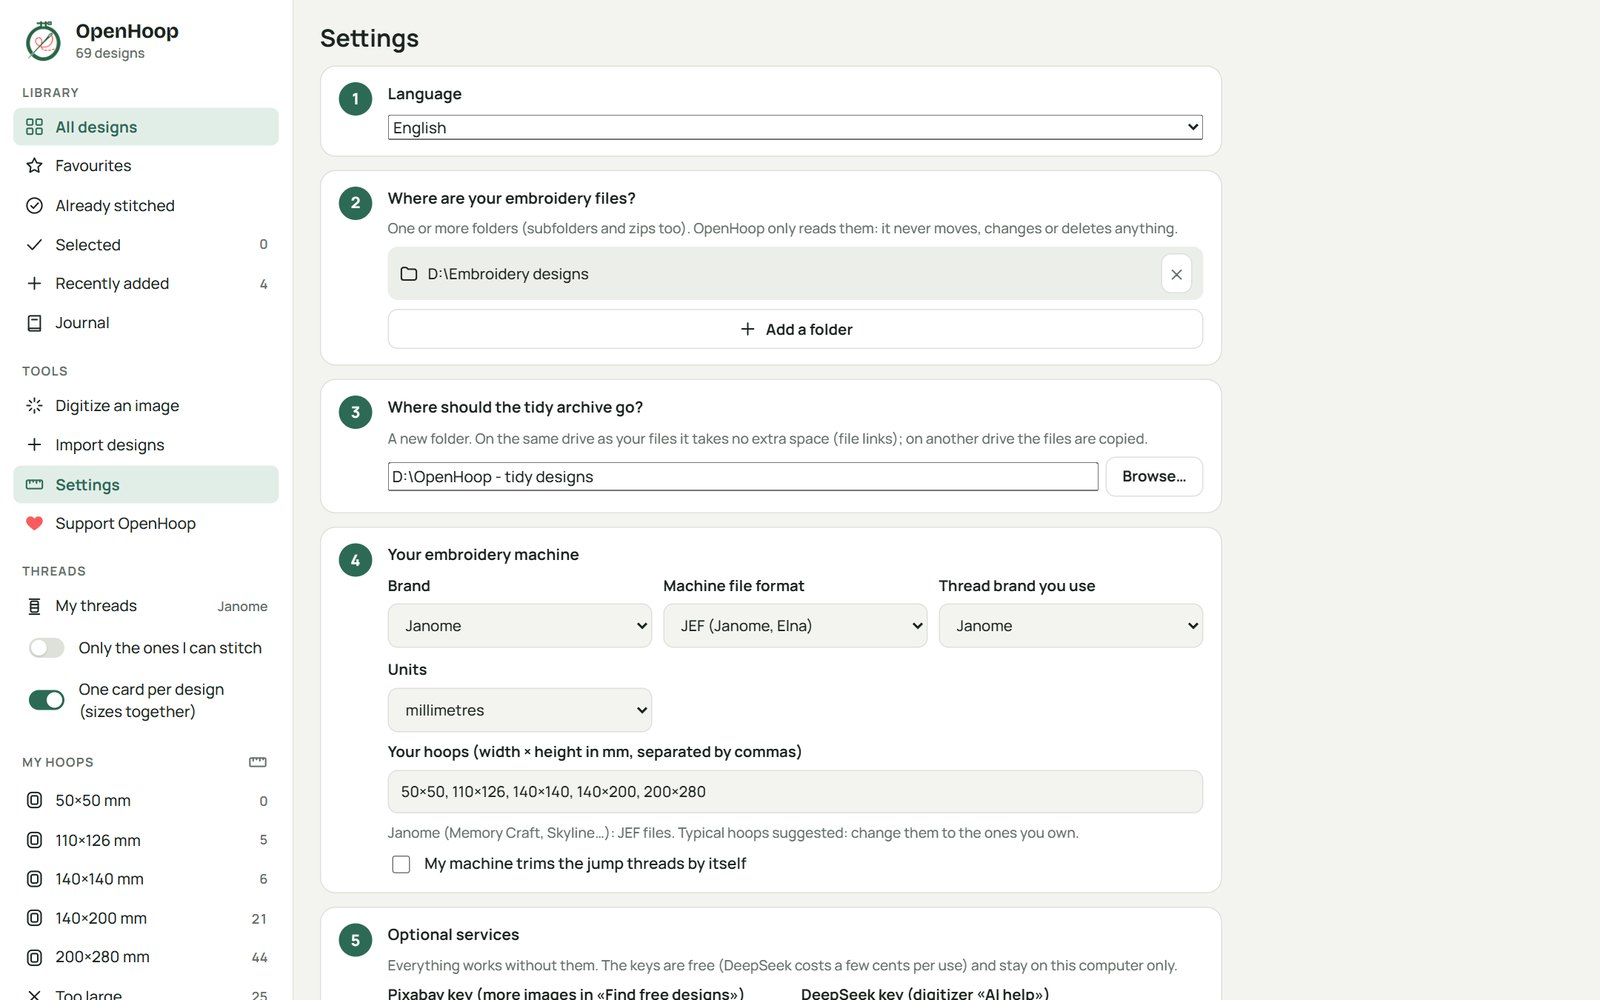 OpenHoop
69 designs
LIBRARY
All designs
Favourites
Already stitched
Selected 0
Recently added 4
Journal
TOOLS
Digitize an image
Import designs
Settings
Support OpenHoop
THREADS
My threads Janome
Only the ones I can stitch
One card per design
(sizes together)
MY HOOPS
50×50 mm 0
110×126 mm 5
140×140 mm 6
140×200 mm 21
200×280 mm 44
Too large 25
Settings
1 Language
English
2 Where are your embroidery files?
One or more folders (subfolders and zips too). OpenHoop only reads them: it never moves, changes or deletes anything.
D:\Embroidery designs
Add a folder
3 Where should the tidy archive go?
A new folder. On the same drive as your files it takes no extra space (file links); on another drive the files are copied.
D:\OpenHoop - tidy designs Browse...
4 Your embroidery machine
Brand Machine file format Thread brand you use
Janome JEF (Janome, Elna) Janome
Units
millimetres
Your hoops (width × height in mm, separated by commas)
50×50, 110×126, 140×140, 140×200, 200×280
Janome (Memory Craft, Skyline…): JEF files. Typical hoops suggested: change them to the ones you own.
My machine trims the jump threads by itself
5 Optional services
Everything works without them. The keys are free (DeepSeek costs a few cents per use) and stay on this computer only.
Pixabay key (more images in «Find free designs») DeepSeek key (digitizer «AI help»)